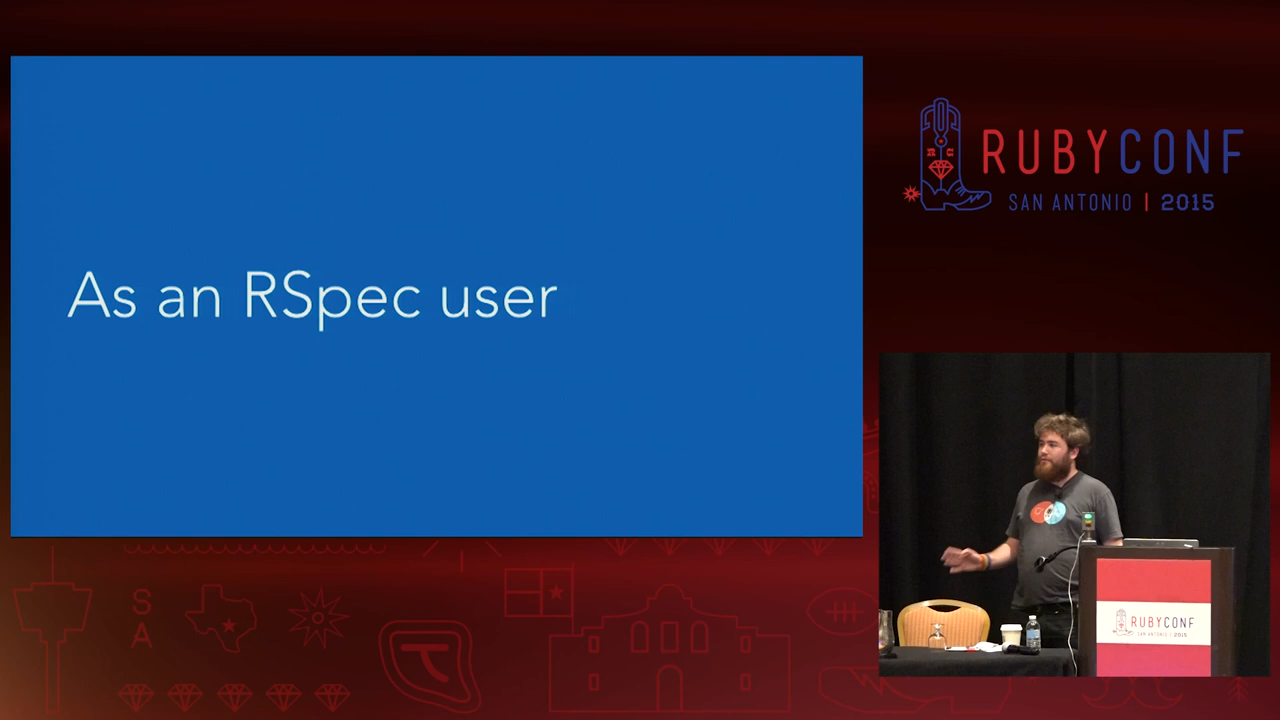 As an RSpec user
RUBYCONF
SAN ANTONIO | 2015
RUBYCONF
SAN ANTONIO | 2015
S
A